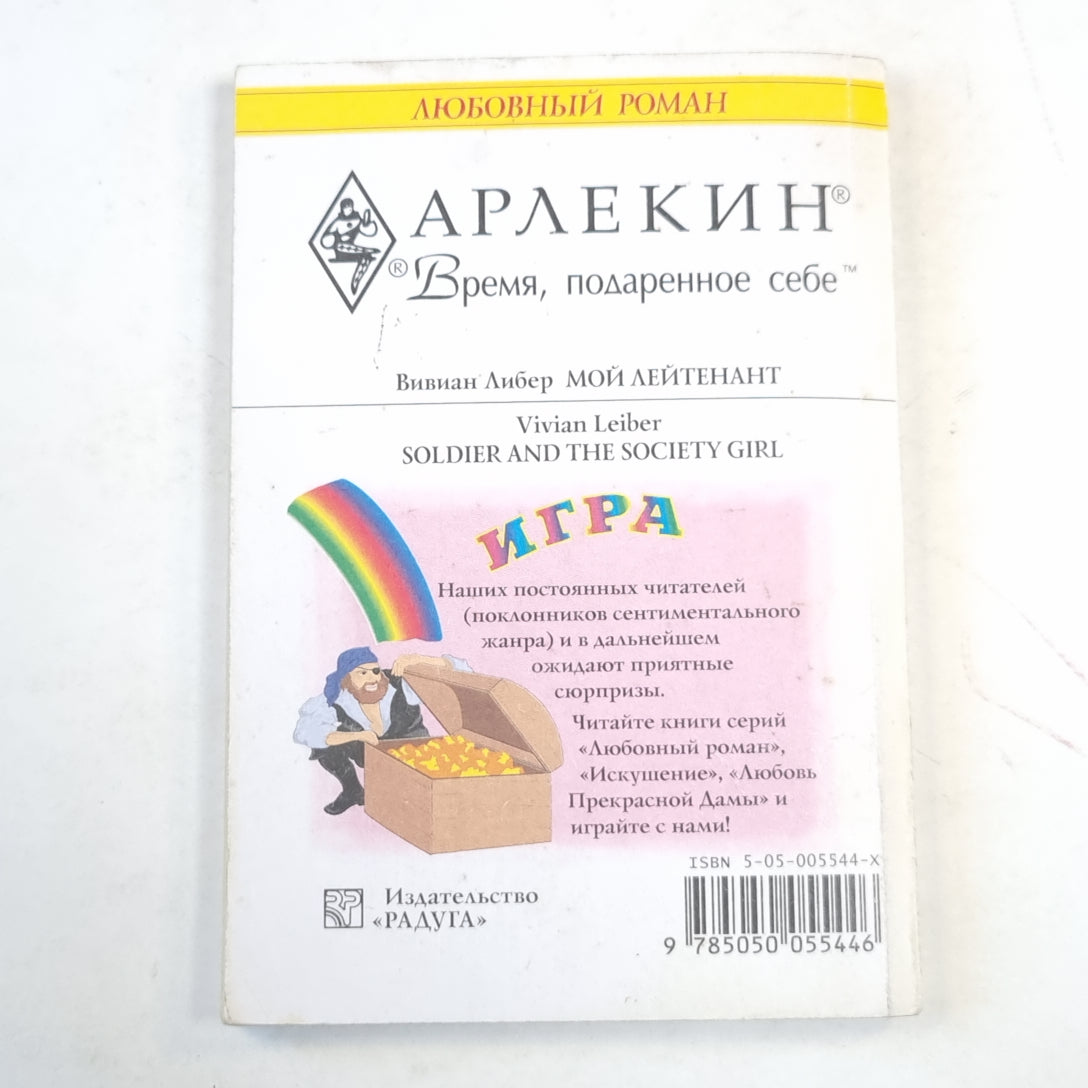 ЛЮБОВНЫЙ РОМАН
АРЛЕКИН®
® Время, подаренное себе™
Вивиан Либер МОЙ ЛЕЙТЕНАНТ
Vivian Leiber
SOLDIER AND THE SOCIETY GIRL
ИГРА
Наших постоянных читателей
(поклонников сентиментального
жанра) и в дальнейшем
ожидают приятные
сюрпризы.
Читайте книги серий
«Любовный роман»,
«Искушение», «Любовь
Прекрасной Дамы» и
играйте с нами!
ISBN 5-05-005544-X
Издательство
«РАДУГА»
9 785050 055446